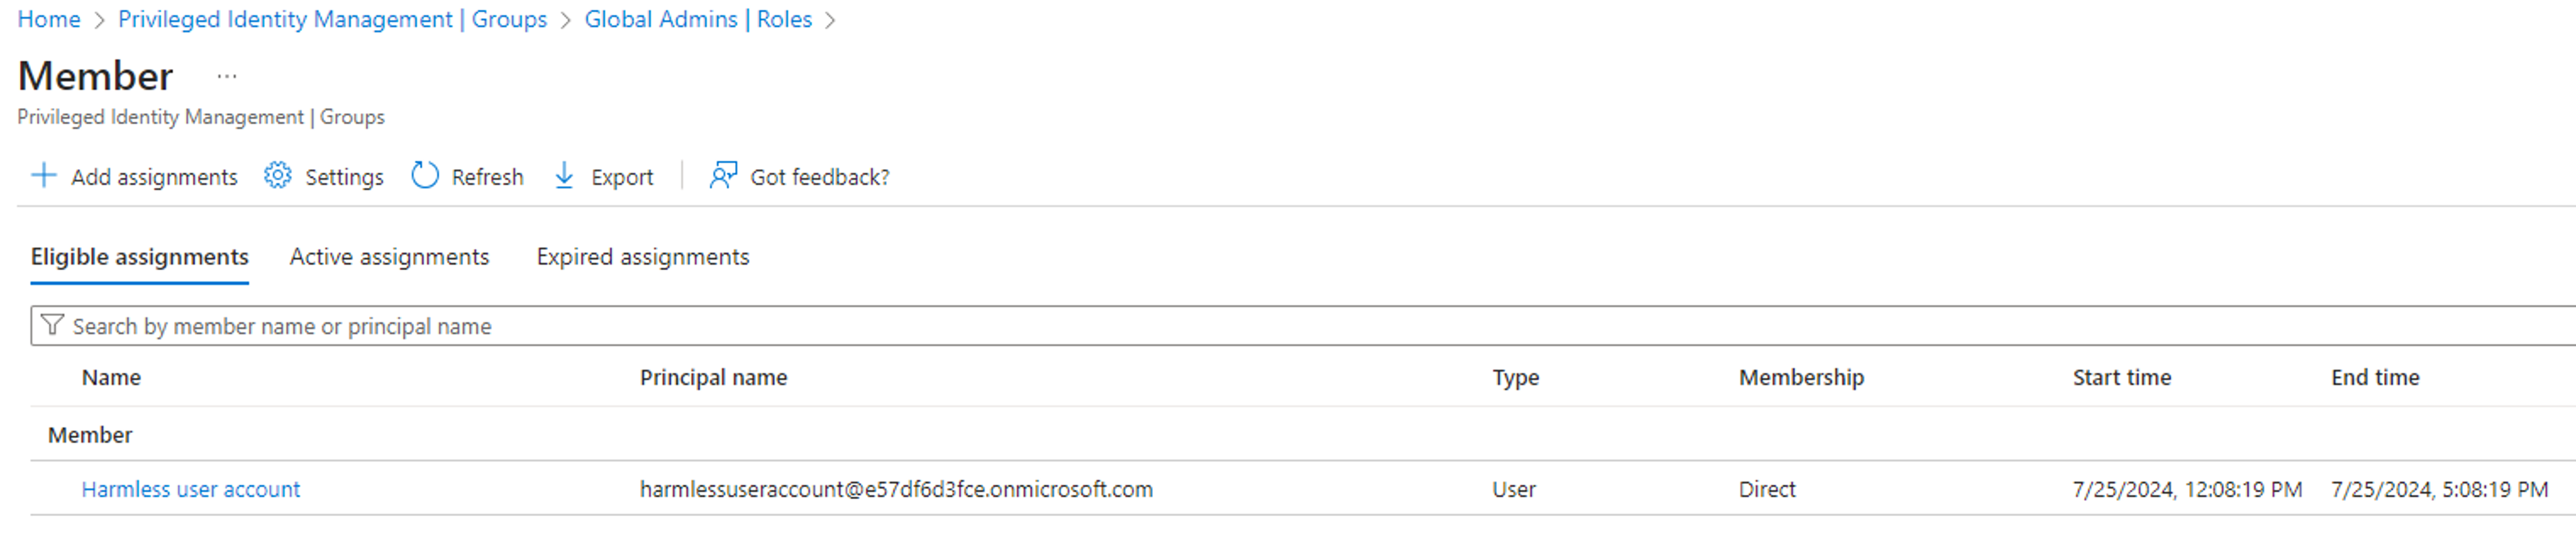 Home > Privileged Identity Management | Groups > Global Admins | Roles >
Member ...
Privileged Identity Management | Groups
Add assignments Settings Refresh Export | Got feedback?
Eligible assignments Active assignments Expired assignments
Search by member name or principal name
Name Principal name Type Membership Start time End time
Member
Harmless user account harmlessuseraccount@e57df6d3fce.onmicrosoft.com User Direct 7/25/2024, 12:08:19 PM 7/25/2024, 5:08:19 PM